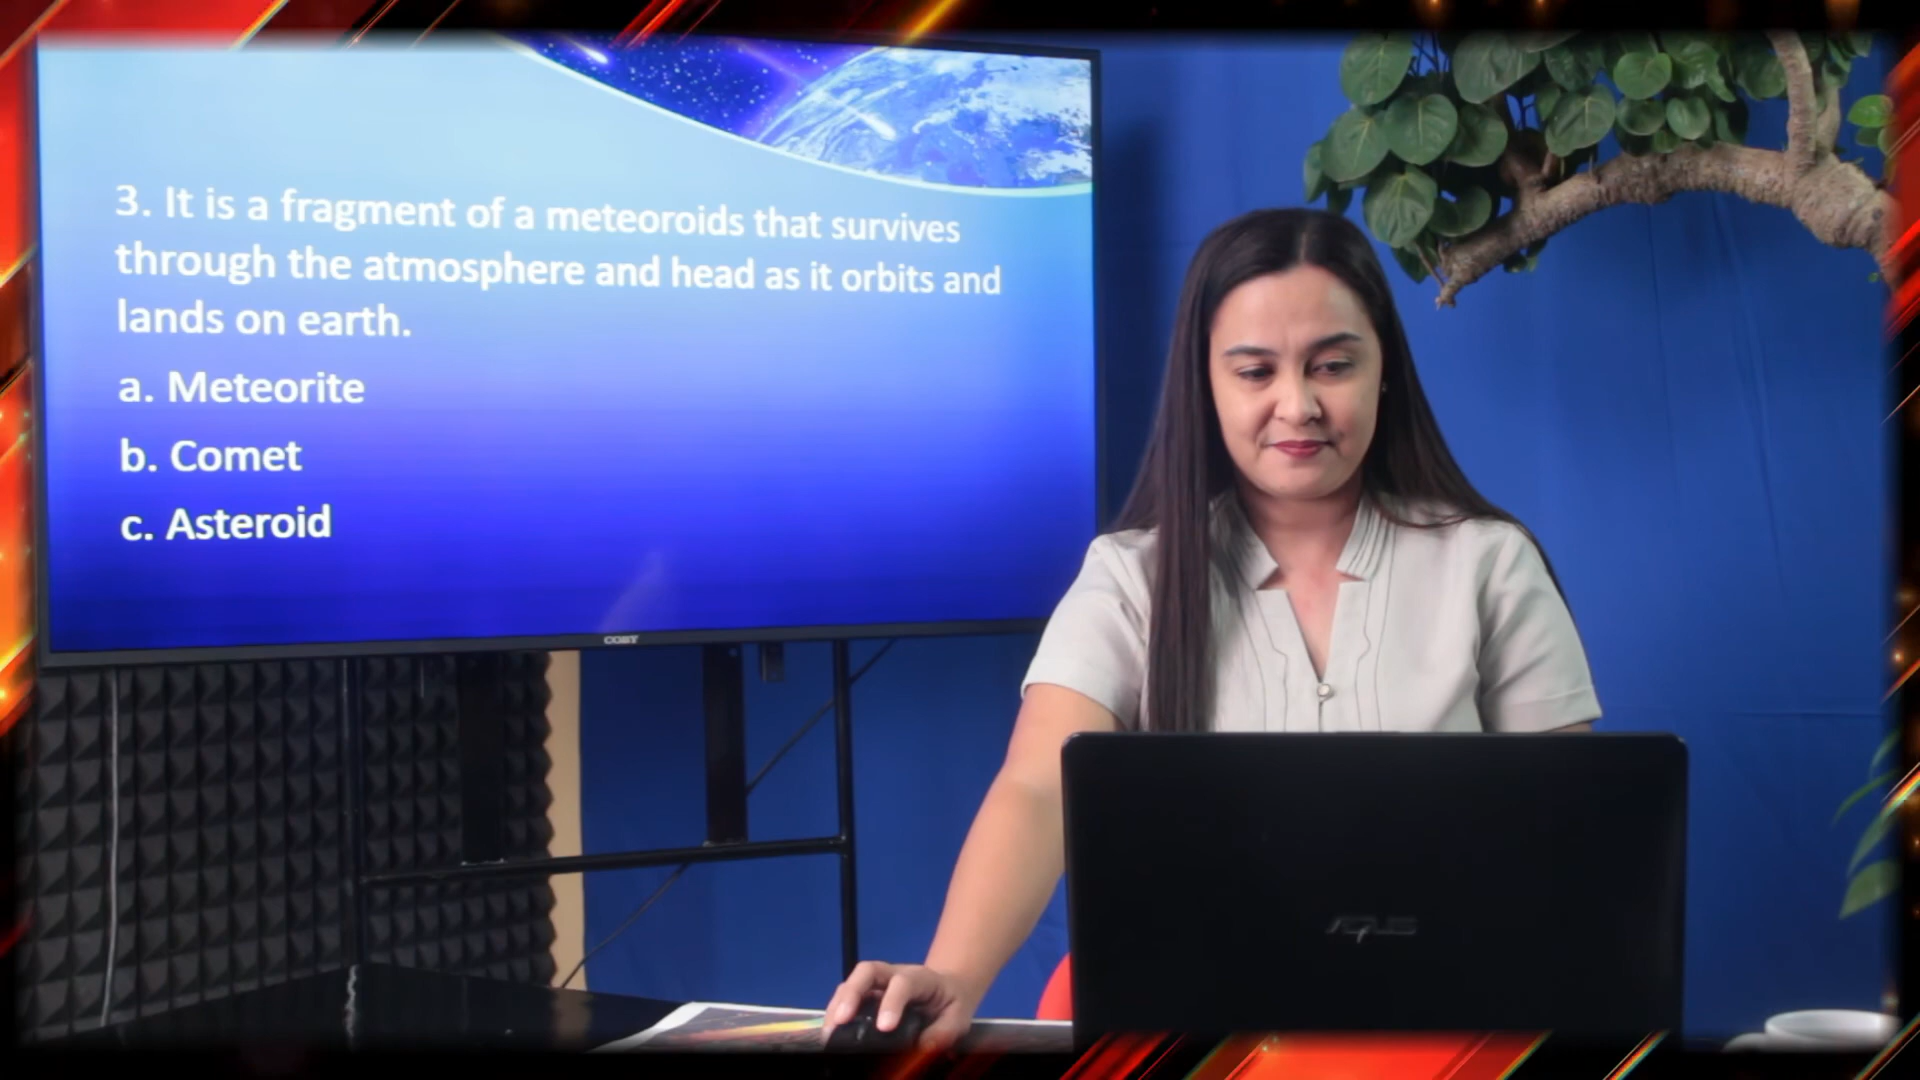 3. It is a fragment of a meteoroids that survives
through the atmosphere and head as it orbits and
lands on earth.
a. Meteorite
b. Comet
c. Asteroid
COBY
ASUS